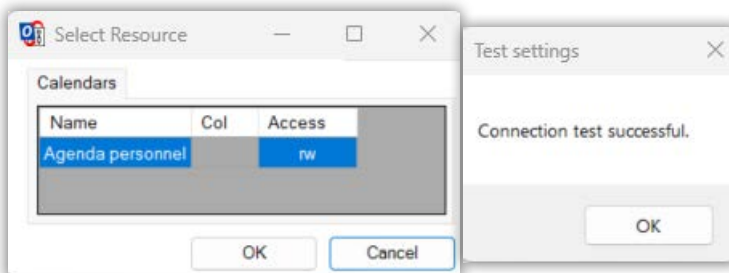 Select Resource
Calendars
Name Col Access
Agenda personnel rw
OK Cancel
Test settings
Connection test successful.
OK